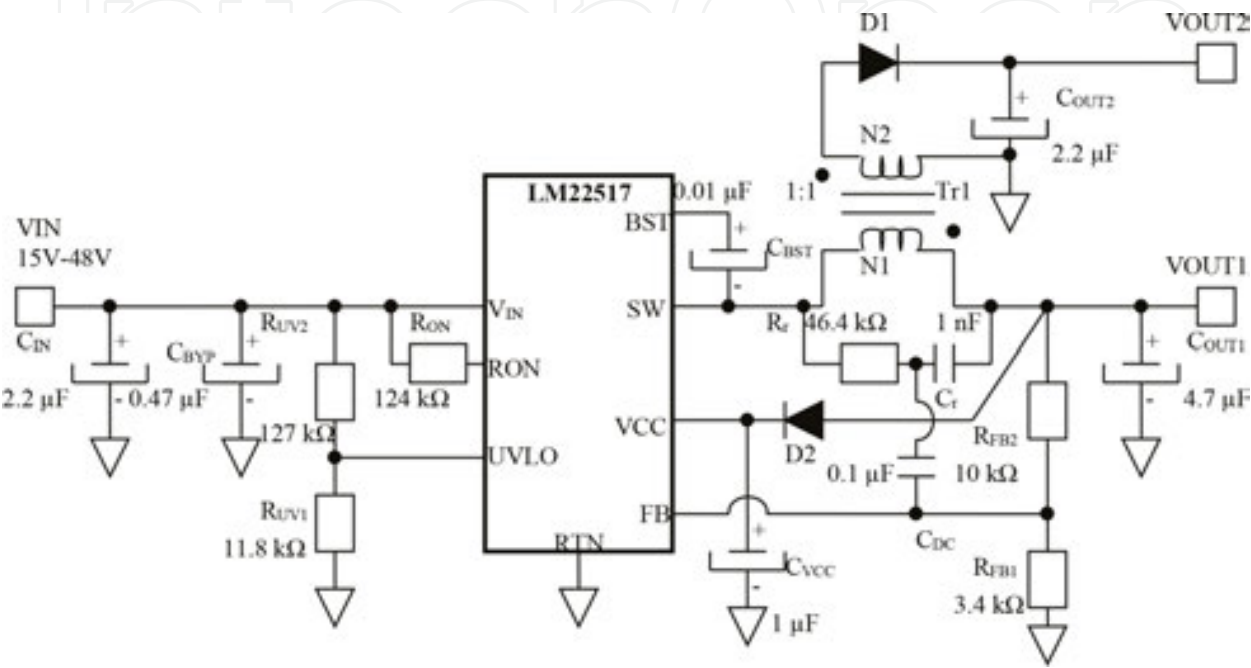 D1
VOUT2
+
COUT2
2.2 µF
N2
1:1
Tr1
N1
LM22517
0.01 µF
BST
+
CBST
-
VIN
15V-48V
CIN
+
2.2 µF
-
CBYP
+
0.47 µF
-
RUV2
127 kΩ
RON
124 kΩ
VIN
RON
UVLO
RUV1
11.8 kΩ
RTN
SW
VCC
FB
Rr
46.4 kΩ
1 nF
Cr
VOUT1
COUT1
+
4.7 µF
-
D2
0.1 µF
CDC
RFB2
10 kΩ
RFB1
3.4 kΩ
+
CVCC
-
1 µF